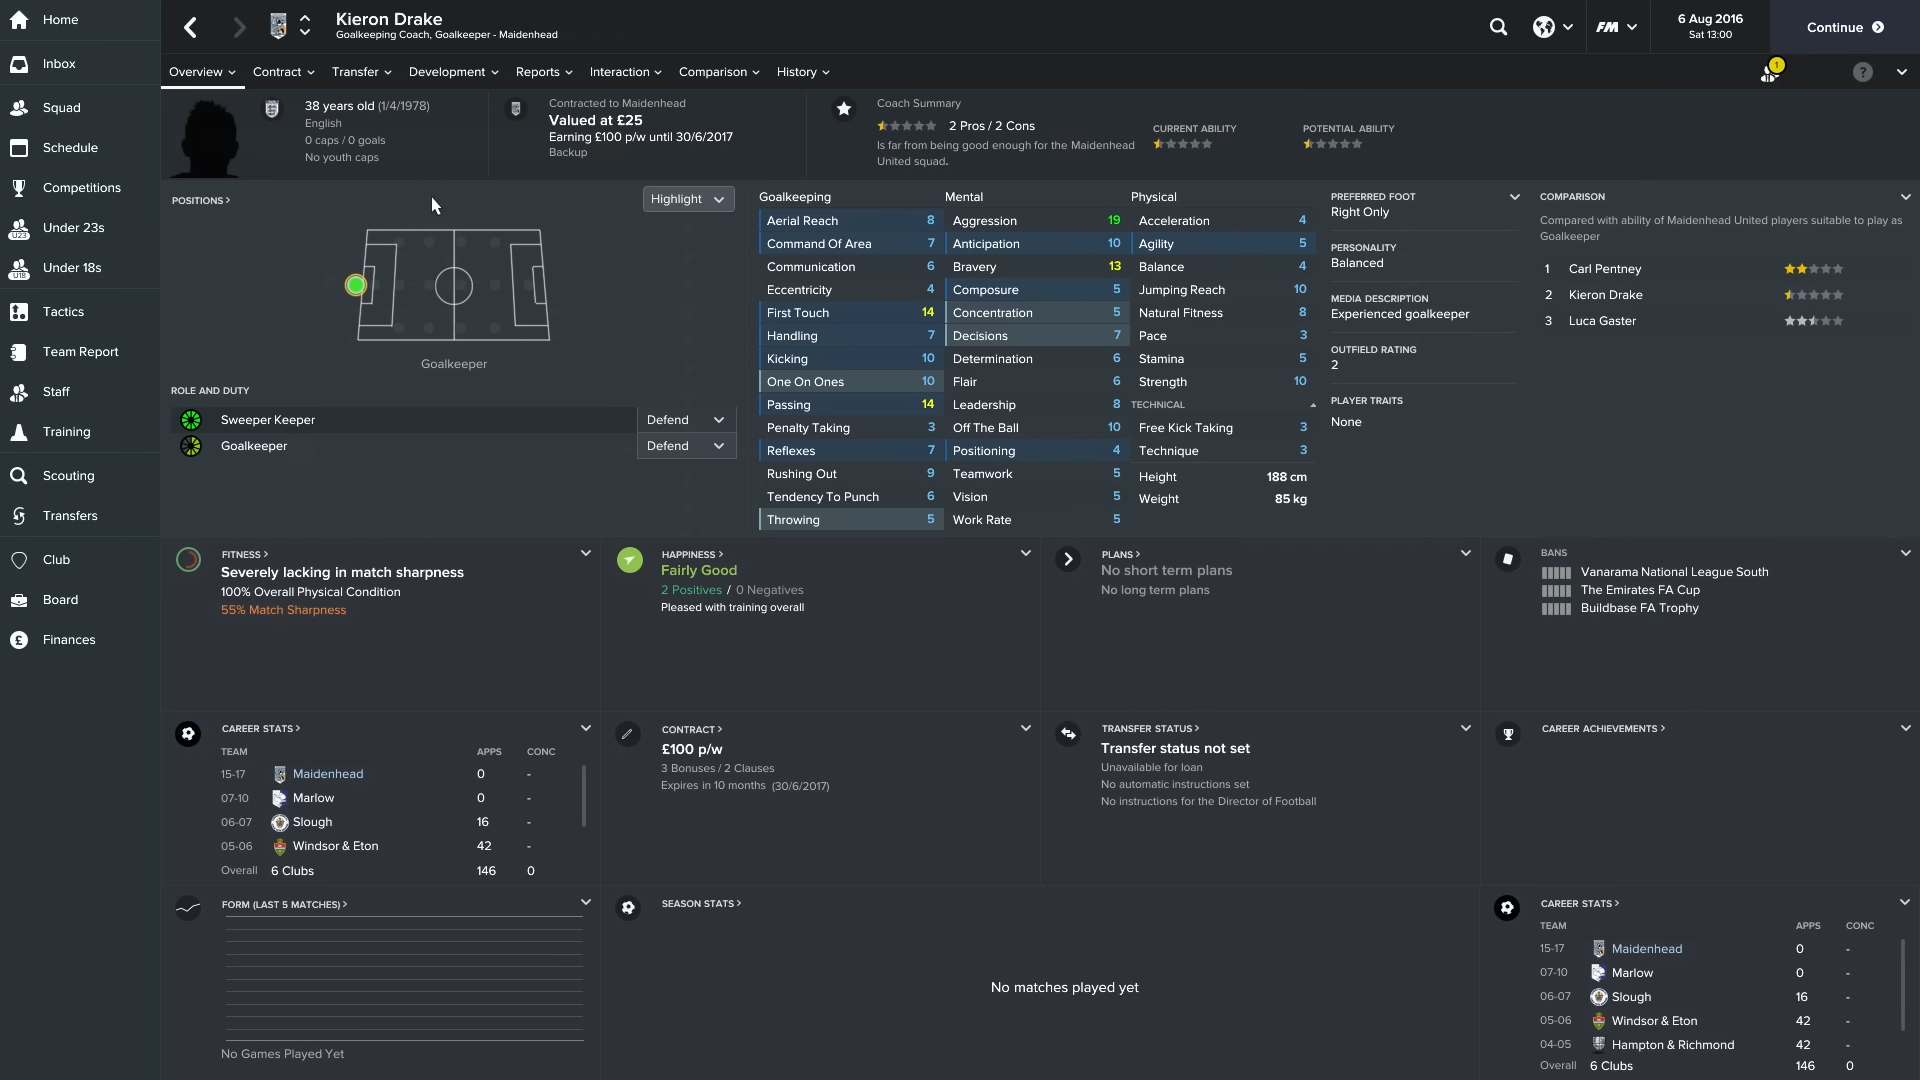 Home
Inbox
Squad
Schedule
Competitions
U23
Under 23s
U18
Under 18s
Tactics
Team Report
Staff
Training
Scouting
Transfers
Club
Board
£ Finances
Kieron Drake
Goalkeeping Coach, Goalkeeper - Maidenhead
FM
6 Aug 2016
Sat 13:00
Continue
Overview Contract Transfer Development Reports Interaction Comparison History
1
?
38 years old (1/4/1978)
English
0 caps / 0 goals
No youth caps
Contracted to Maidenhead
Valued at £25
Earning £100 p/w until 30/6/2017
Backup
Coach Summary
2 Pros / 2 Cons
Is far from being good enough for the Maidenhead
United squad.
CURRENT ABILITY
POTENTIAL ABILITY
POSITIONS >
Highlight
Goalkeeper
ROLE AND DUTY
Sweeper Keeper Defend
Goalkeeper Defend
Goalkeeping
Aerial Reach 8
Command Of Area 7
Communication 6
Eccentricity 4
First Touch 14
Handling 7
Kicking 10
One On Ones 10
Passing 14
Penalty Taking 3
Reflexes 7
Rushing Out 9
Tendency To Punch 6
Throwing 5
Mental
Aggression 19
Anticipation 10
Bravery 13
Composure 5
Concentration 5
Decisions 7
Determination 6
Flair 6
Leadership 8
Off The Ball 10
Positioning 4
Teamwork 5
Vision 5
Work Rate 5
Physical
Acceleration 4
Agility 5
Balance 4
Jumping Reach 10
Natural Fitness 8
Pace 3
Stamina 5
Strength 10
TECHNICAL
Free Kick Taking 3
Technique 3
Height 188 cm
Weight 85 kg
PREFERRED FOOT
Right Only
PERSONALITY
Balanced
MEDIA DESCRIPTION
Experienced goalkeeper
OUTFIELD RATING
2
PLAYER TRAITS
None
COMPARISON
Compared with ability of Maidenhead United players suitable to play as
Goalkeeper
1 Carl Pentney
2 Kieron Drake
3 Luca Gaster
FITNESS >
Severely lacking in match sharpness
100% Overall Physical Condition
55% Match Sharpness
HAPPINESS >
Fairly Good
2 Positives / 0 Negatives
Pleased with training overall
PLANS >
No short term plans
No long term plans
BANS
Vanarama National League South
The Emirates FA Cup
Buildbase FA Trophy
CAREER STATS >
TEAM APPS CONC
15-17 Maidenhead 0 -
07-10 Marlow 0 -
06-07 Slough 16 -
05-06 Windsor & Eton 42 -
Overall 6 Clubs 146 0
CONTRACT >
£100 p/w
3 Bonuses / 2 Clauses
Expires in 10 months (30/6/2017)
TRANSFER STATUS >
Transfer status not set
Unavailable for loan
No automatic instructions set
No instructions for the Director of Football
CAREER ACHIEVEMENTS >
FORM (LAST 5 MATCHES) >
No Games Played Yet
SEASON STATS >
No matches played yet
CAREER STATS >
TEAM APPS CONC
15-17 Maidenhead 0 -
07-10 Marlow 0 -
06-07 Slough 16 -
05-06 Windsor & Eton 42 -
04-05 Hampton & Richmond 42 -
Overall 6 Clubs 146 0